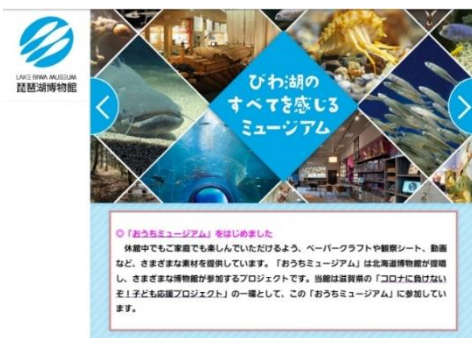 LAKE BIWA MUSEUM
琵琶湖博物館
びわ湖の
すべてを感じる
ミュージアム
◎「おうちミュージアム」をはじめました
休館中でもご家庭でも楽しんでいただけるよう、ペーパークラフトや観察シート、動画
など、さまざまな素材を提供しています。「おうちミュージアム」は北海道博物館が提唱
し、さまざまな博物館が参加するプロジェクトです。当館は滋賀県の「コロナに負けない
ぞ！子ども応援プロジェクト」の一環として、この「おうちミュージアム」に参加してい
ます。